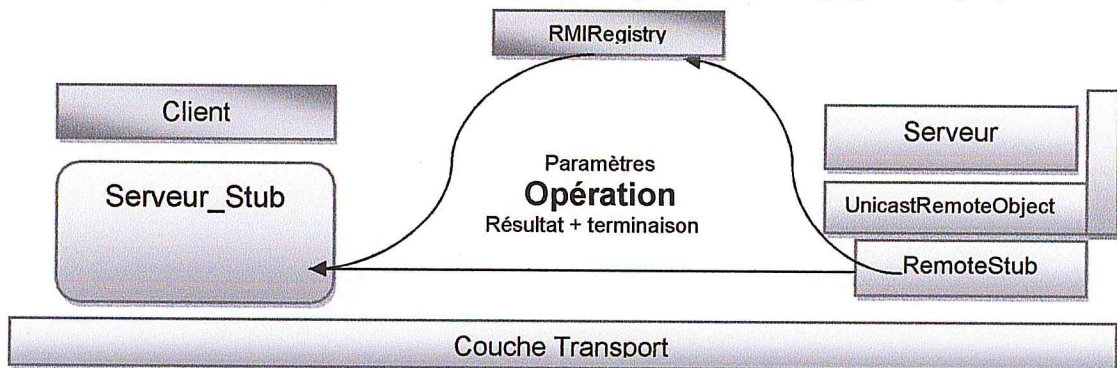 RMIRegistry
Client
Serveur
Serveur_Stub
Paramètres
Opération
Résultat + terminaison
UnicastRemoteObject
RemoteStub
Couche Transport